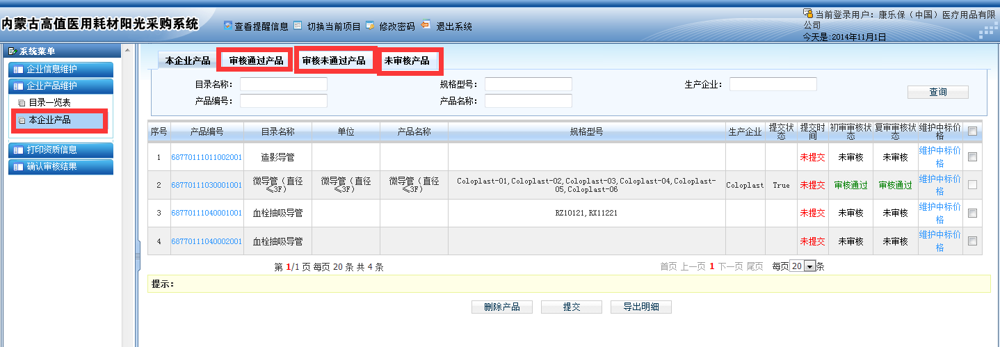 内蒙古高值医用耗材阳光采购系统
查看提醒信息 切换当前项目 修改密码 退出系统
当前登录用户：康乐保（中国）医疗用品有限
公司
今天是:2014年11月1日
系统菜单
企业信息维护
企业产品维护
目录一览表
本企业产品
打印资质信息
确认审核结果
本企业产品 审核通过产品 审核未通过产品 未审核产品
目录名称： 规格型号： 生产企业：
产品编号： 产品名称：
查询
序号 产品编号 目录名称 单位 产品名称 规格型号 生产企业 提交状态 提交时间 初审审核状态 复审审核状态 维护中标价格
1 68770111011002001 造影导管 未提交 未审核 未审核 维护中标价格
2 68770111030001001 微导管（直径≤3F） 微导管（直径≤3F） 微导管（直径≤3F） Coloplast-01,Coloplast-02,Coloplast-03,Coloplast-04,Coloplast-05,Coloplast-06 Coloplast True 未提交 审核通过 审核通过 维护中标价格
3 68770111040001001 血栓抽吸导管 RZ10121,RX11221 未提交 未审核 未审核 维护中标价格
4 68770111040002001 血栓抽吸导管 未提交 未审核 未审核 维护中标价格
第 1/1 页 每页 20 条 共 4 条
首页 上一页 1 下一页 尾页 每页 20 条
提示：
删除产品 提交 导出明细